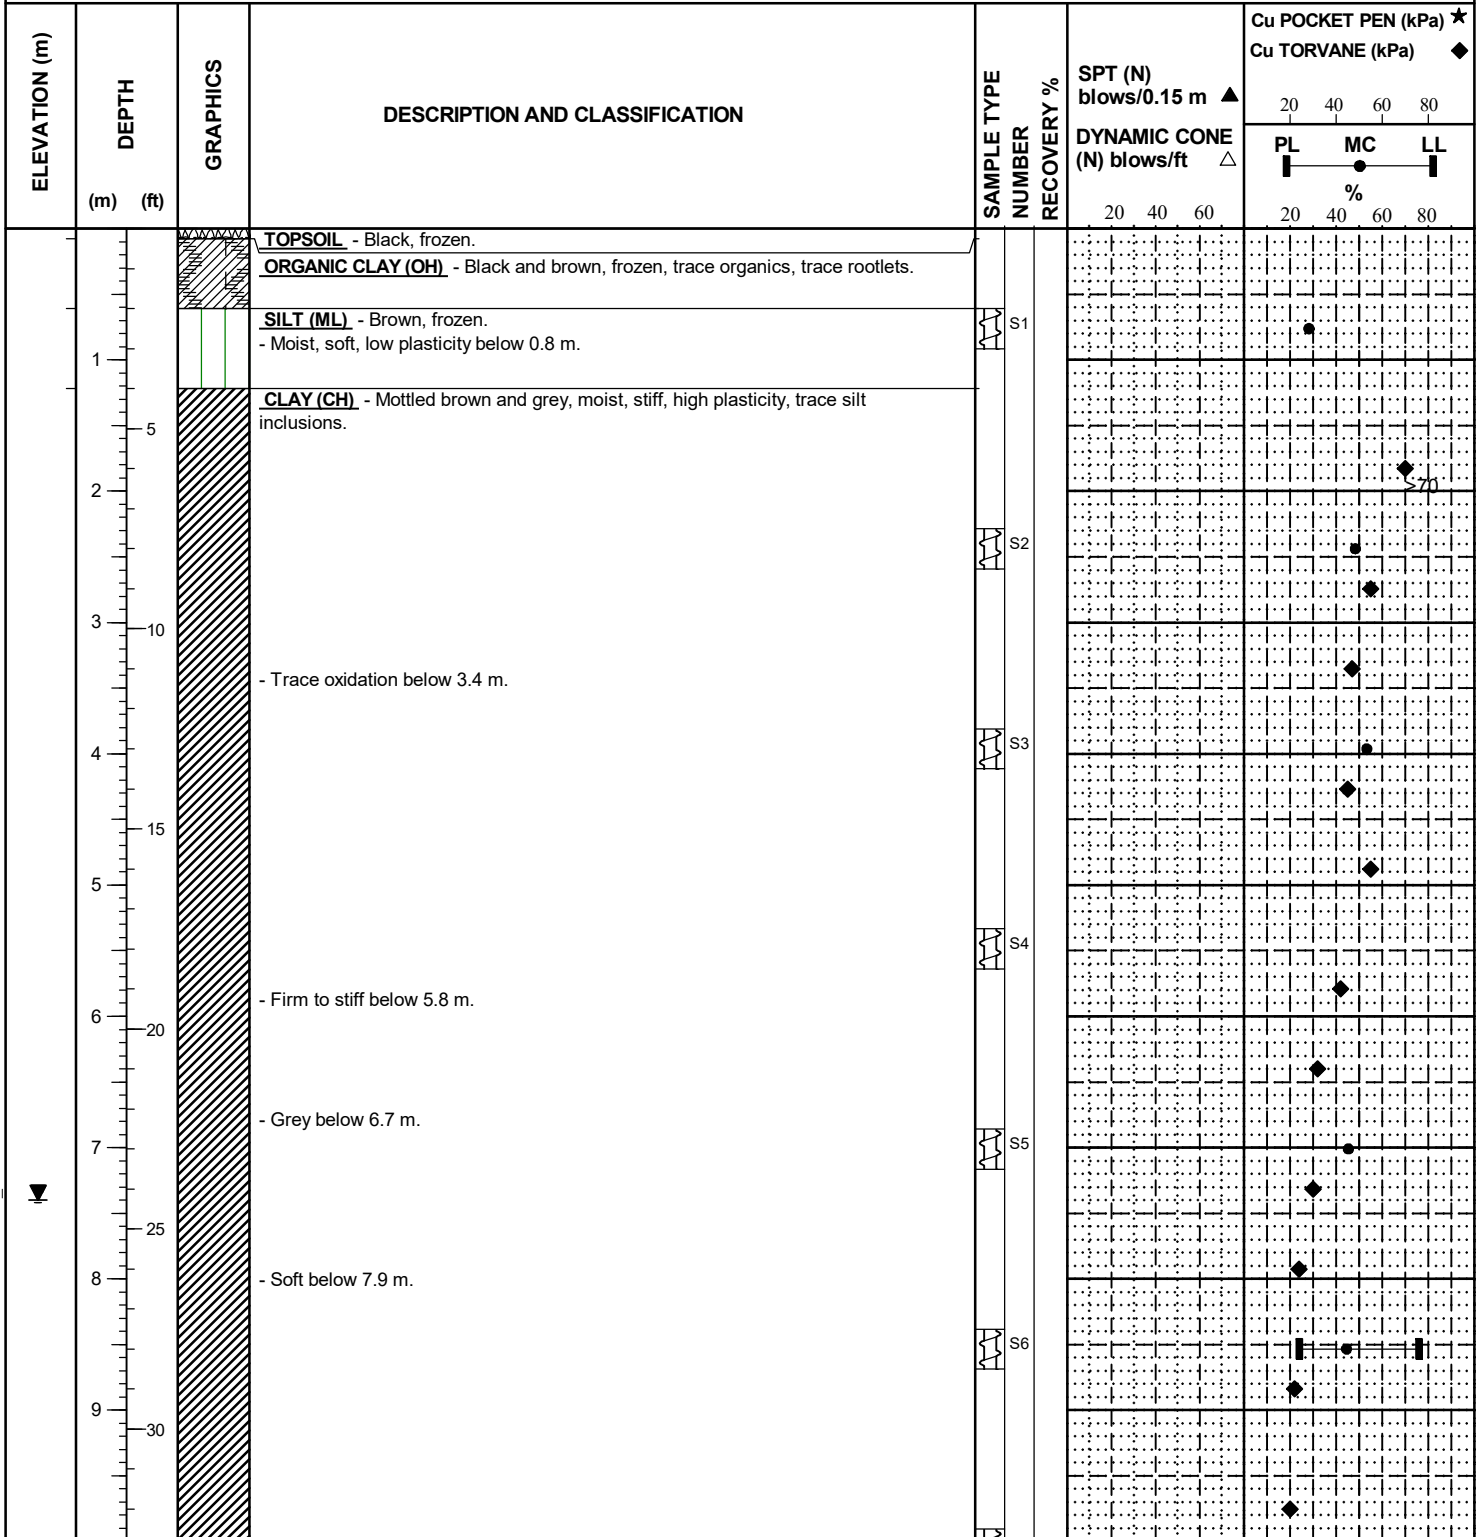 ELEVATION (m)
DEPTH
(m) (ft)
GRAPHICS
DESCRIPTION AND CLASSIFICATION
SAMPLE TYPE
NUMBER
RECOVERY %
SPT (N)
blows/0.15 m
DYNAMIC CONE
(N) blows/ft
20 40 60
Cu POCKET PEN (kPa)
Cu TORVANE (kPa)
20 40 60 80
PL MC LL
%
20 40 60 80
TOPSOIL - Black, frozen.
ORGANIC CLAY (OH) - Black and brown, frozen, trace organics, trace rootlets.
SILT (ML) - Brown, frozen.
S1
- Moist, soft, low plasticity below 0.8 m.
1
CLAY (CH) - Mottled brown and grey, moist, stiff, high plasticity, trace silt
inclusions.
5
>70
2
S2
3
10
- Trace oxidation below 3.4 m.
S3
4
15
5
S4
- Firm to stiff below 5.8 m.
6
20
- Grey below 6.7 m.
S5
7
25
8
- Soft below 7.9 m.
S6
9
30